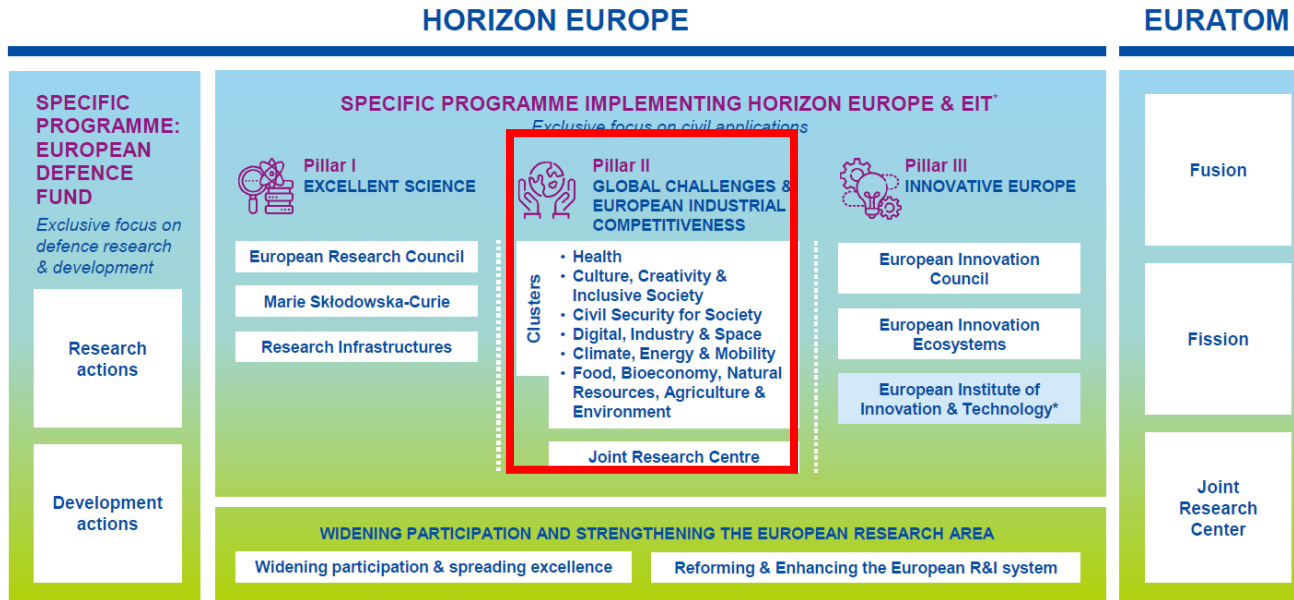 HORIZON EUROPE
EURATOM
SPECIFIC
PROGRAMME:
EUROPEAN
DEFENCE
FUND
Exclusive focus on
defence research
& development
Research
actions
Development
actions
SPECIFIC PROGRAMME IMPLEMENTING HORIZON EUROPE & EIT*
Exclusive focus on civil applications
Pillar I
EXCELLENT SCIENCE
European Research Council
Marie Skłodowska-Curie
Research Infrastructures
Pillar II
GLOBAL CHALLENGES &
EUROPEAN INDUSTRIAL
COMPETITIVENESS
Clusters
• Health
• Culture, Creativity &
Inclusive Society
• Civil Security for Society
• Digital, Industry & Space
• Climate, Energy & Mobility
• Food, Bioeconomy, Natural
Resources, Agriculture &
Environment
Joint Research Centre
Pillar III
INNOVATIVE EUROPE
European Innovation
Council
European Innovation
Ecosystems
European Institute of
Innovation & Technology*
WIDENING PARTICIPATION AND STRENGTHENING THE EUROPEAN RESEARCH AREA
Widening participation & spreading excellence
Reforming & Enhancing the European R&I system
Fusion
Fission
Joint
Research
Center